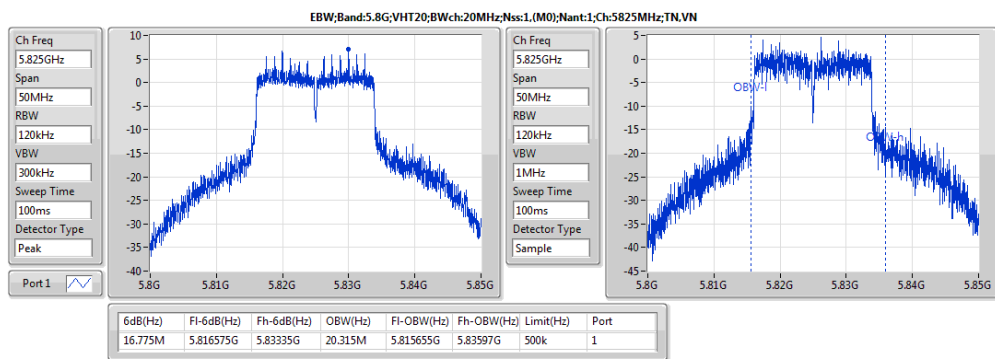 EBW;Band:5.8G;VHT20;BWch:20MHz;Nss:1,(M0);Nant:1;Ch:5825MHz;TN,VN
Ch Freq
5.825GHz
Span
50MHz
RBW
120kHz
VBW
300kHz
Sweep Time
100ms
Detector Type
Peak
Port 1
10
5
0
-5
-10
-15
-20
-25
-30
-35
-40
5.8G 5.81G 5.82G 5.83G 5.84G 5.85G
Ch Freq
5.825GHz
Span
50MHz
RBW
120kHz
VBW
1MHz
Sweep Time
100ms
Detector Type
Sample
5
0
-5
-10
-15
-20
-25
-30
-35
-40
-45
5.8G 5.81G 5.82G 5.83G 5.84G 5.85G
6dB(Hz) Fl-6dB(Hz) Fh-6dB(Hz) OBW(Hz) Fl-OBW(Hz) Fh-OBW(Hz) Limit(Hz) Port
16.775M 5.816575G 5.83335G 20.315M 5.815655G 5.83597G 500k 1